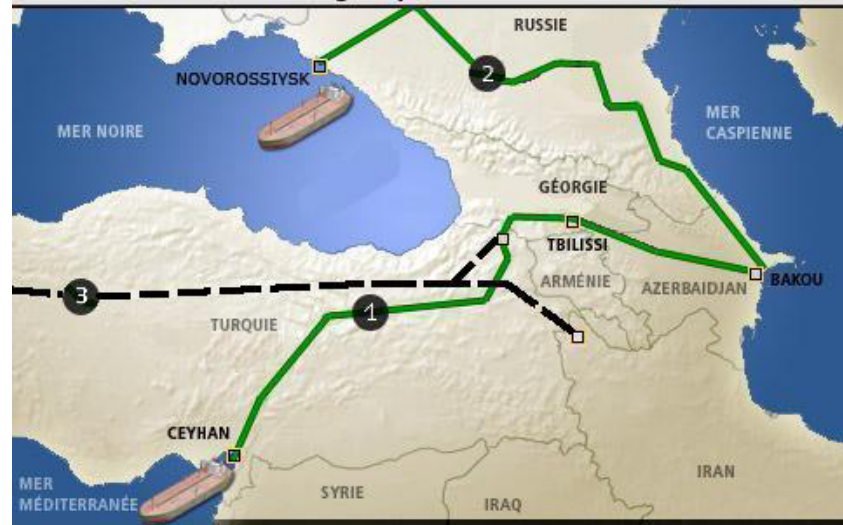 RUSSIE
2
NOVOROSSIYSK
MER NOIRE
MER
CASPIENNE
GÉORGIE
TBILISSI
ARMÉNIE
AZERBAIDJAN
BAKOU
3
1
TURQUIE
CEYHAN
MER
MÉDITERRANÉE
SYRIE
IRAQ
IRAN